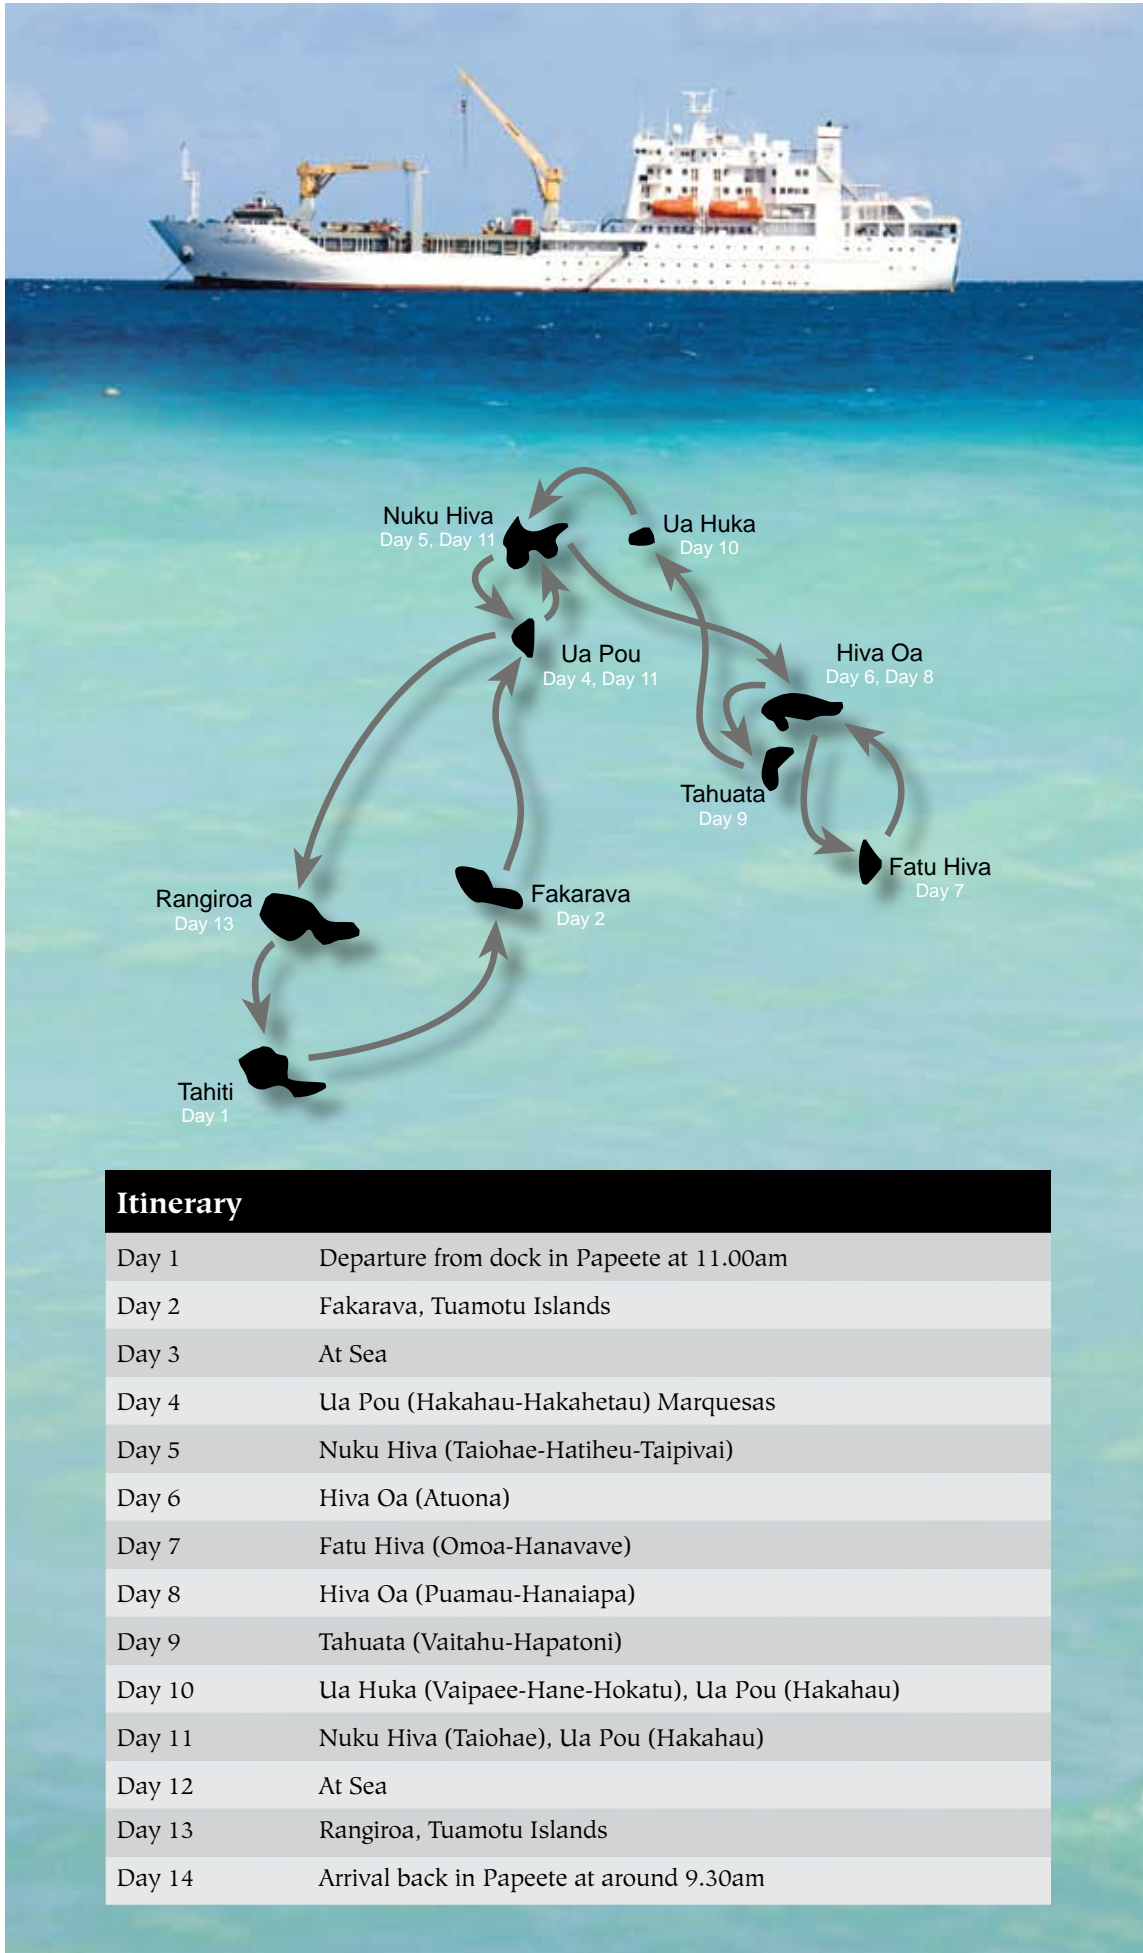 Nuku Hiva
Day 5, Day 11
Ua Huka
Day 10
Ua Pou
Day 4, Day 11
Hiva Oa
Day 6, Day 8
Tahuata
Day 9
Fatu Hiva
Day 7
Rangiroa
Day 13
Fakarava
Day 2
Tahiti
Day 1
Itinerary
Day 1 Departure from dock in Papeete at 11.00am
Day 2 Fakarava, Tuamotu Islands
Day 3 At Sea
Day 4 Ua Pou (Hakahau-Hakahetau) Marquesas
Day 5 Nuku Hiva (Taiohae-Hatiheu-Taipivai)
Day 6 Hiva Oa (Atuona)
Day 7 Fatu Hiva (Omoa-Hanavave)
Day 8 Hiva Oa (Puamau-Hanaiapa)
Day 9 Tahuata (Vaitahu-Hapatoni)
Day 10 Ua Huka (Vaipaee-Hane-Hokatu), Ua Pou (Hakahau)
Day 11 Nuku Hiva (Taiohae), Ua Pou (Hakahau)
Day 12 At Sea
Day 13 Rangiroa, Tuamotu Islands
Day 14 Arrival back in Papeete at around 9.30am